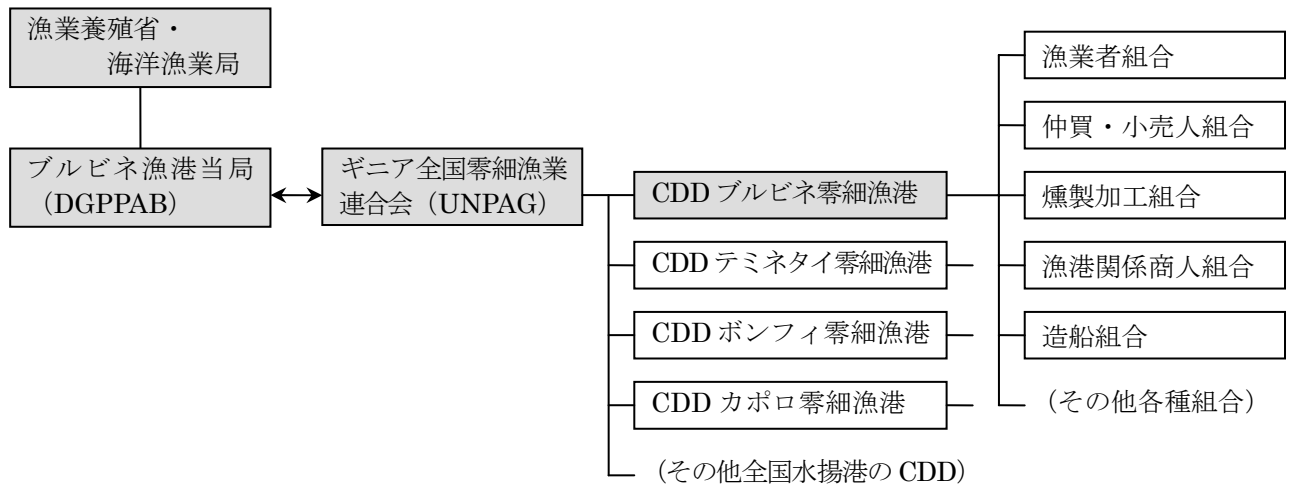 漁業養殖省・
海洋漁業局
ブルビネ漁港当局
（DGPPAB）
ギニア全国零細漁業
連合会（UNPAG）
CDD ブルビネ零細漁港
CDD テミネタイ零細漁港
CDD ボンフィ零細漁港
CDD カポロ零細漁港
（その他全国水揚港の CDD）
漁業者組合
仲買・小売人組合
燻製加工組合
漁港関係商人組合
造船組合
（その他各種組合）